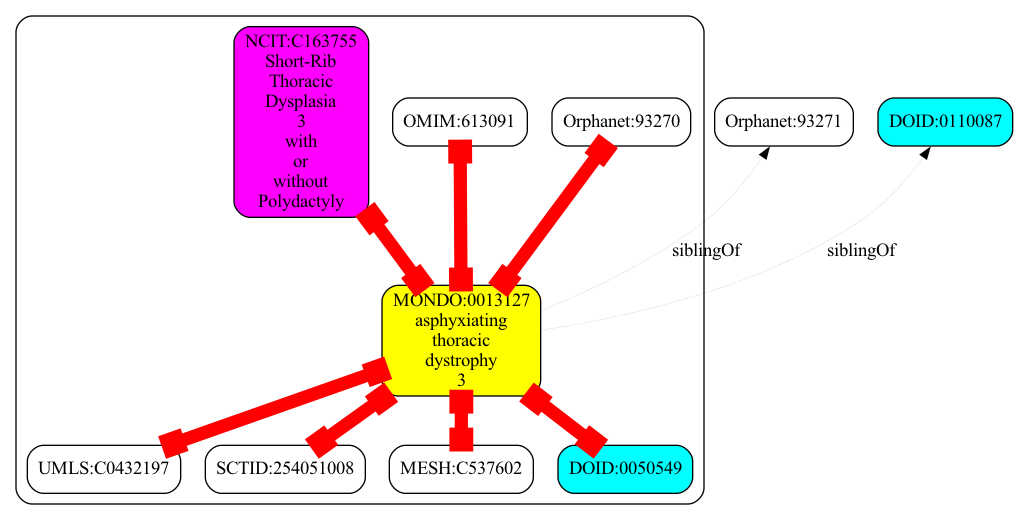 NCIT:C163755
Short-Rib
Thoracic
Dysplasia
3
with
or
without
Polydactyly
OMIM:613091
Orphanet:93270
Orphanet:93271
DOID:0110087
siblingOf
siblingOf
MONDO:0013127
asphyxiating
thoracic
dystrophy
3
UMLS:C0432197
SCTID:254051008
MESH:C537602
DOID:0050549